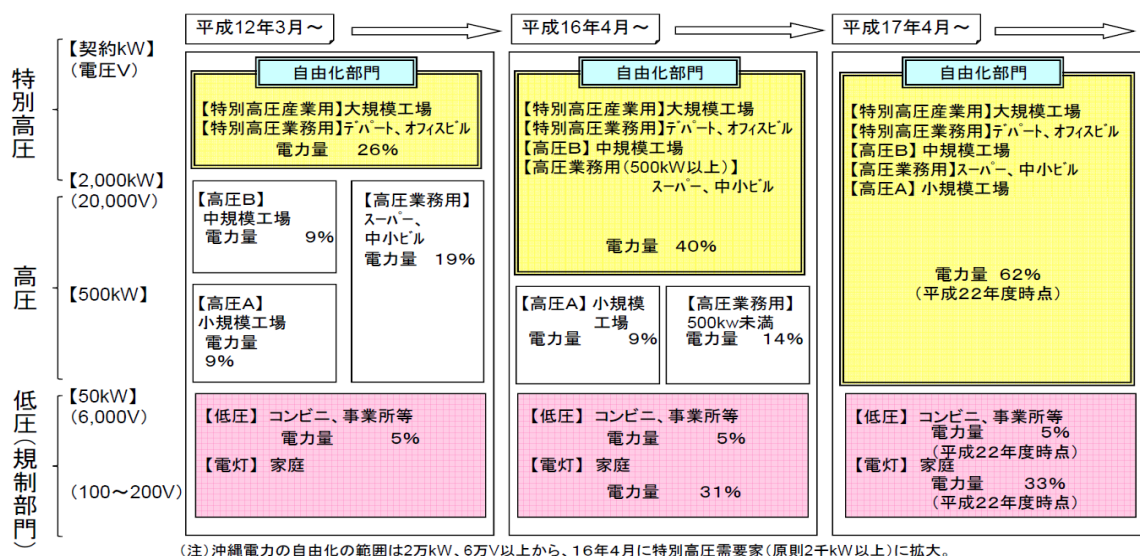 平成12年3月～
平成16年4月～
平成17年4月～
特別高圧
高圧
低圧(規制部門)
【契約kW】
(電圧V)
【2,000kW】
(20,000V)
【500kW】
【50kW】
(6,000V)
(100～200V)
自由化部門
【特別高圧産業用】大規模工場
【特別高圧業務用】デパート、オフィスビル
電力量 26%
【高圧B】
中規模工場
電力量 9%
【高圧業務用】
スーパー、
中小ビル
電力量 19%
【高圧A】
小規模工場
電力量
9%
【低圧】 コンビニ、事業所等
電力量 5%
【電灯】 家庭
自由化部門
【特別高圧産業用】大規模工場
【特別高圧業務用】デパート、オフィスビル
【高圧B】 中規模工場
【高圧業務用(500kW以上)】
スーパー、中小ビル
電力量 40%
【高圧A】 小規模
工場
電力量 9%
【高圧業務用】
500kw未満
電力量 14%
【低圧】 コンビニ、事業所等
電力量 5%
【電灯】 家庭
電力量 31%
自由化部門
【特別高圧産業用】大規模工場
【特別高圧業務用】デパート、オフィスビル
【高圧B】 中規模工場
【高圧業務用】スーパー、中小ビル
【高圧A】 小規模工場
電力量 62%
(平成22年度時点)
【低圧】 コンビニ、事業所等
電力量 5%
(平成22年度時点)
【電灯】 家庭
電力量 33%
(平成22年度時点)
(注)沖縄電力の自由化の範囲は2万kW、6万V以上から、16年4月に特別高圧需要家(原則2千kW以上)に拡大。